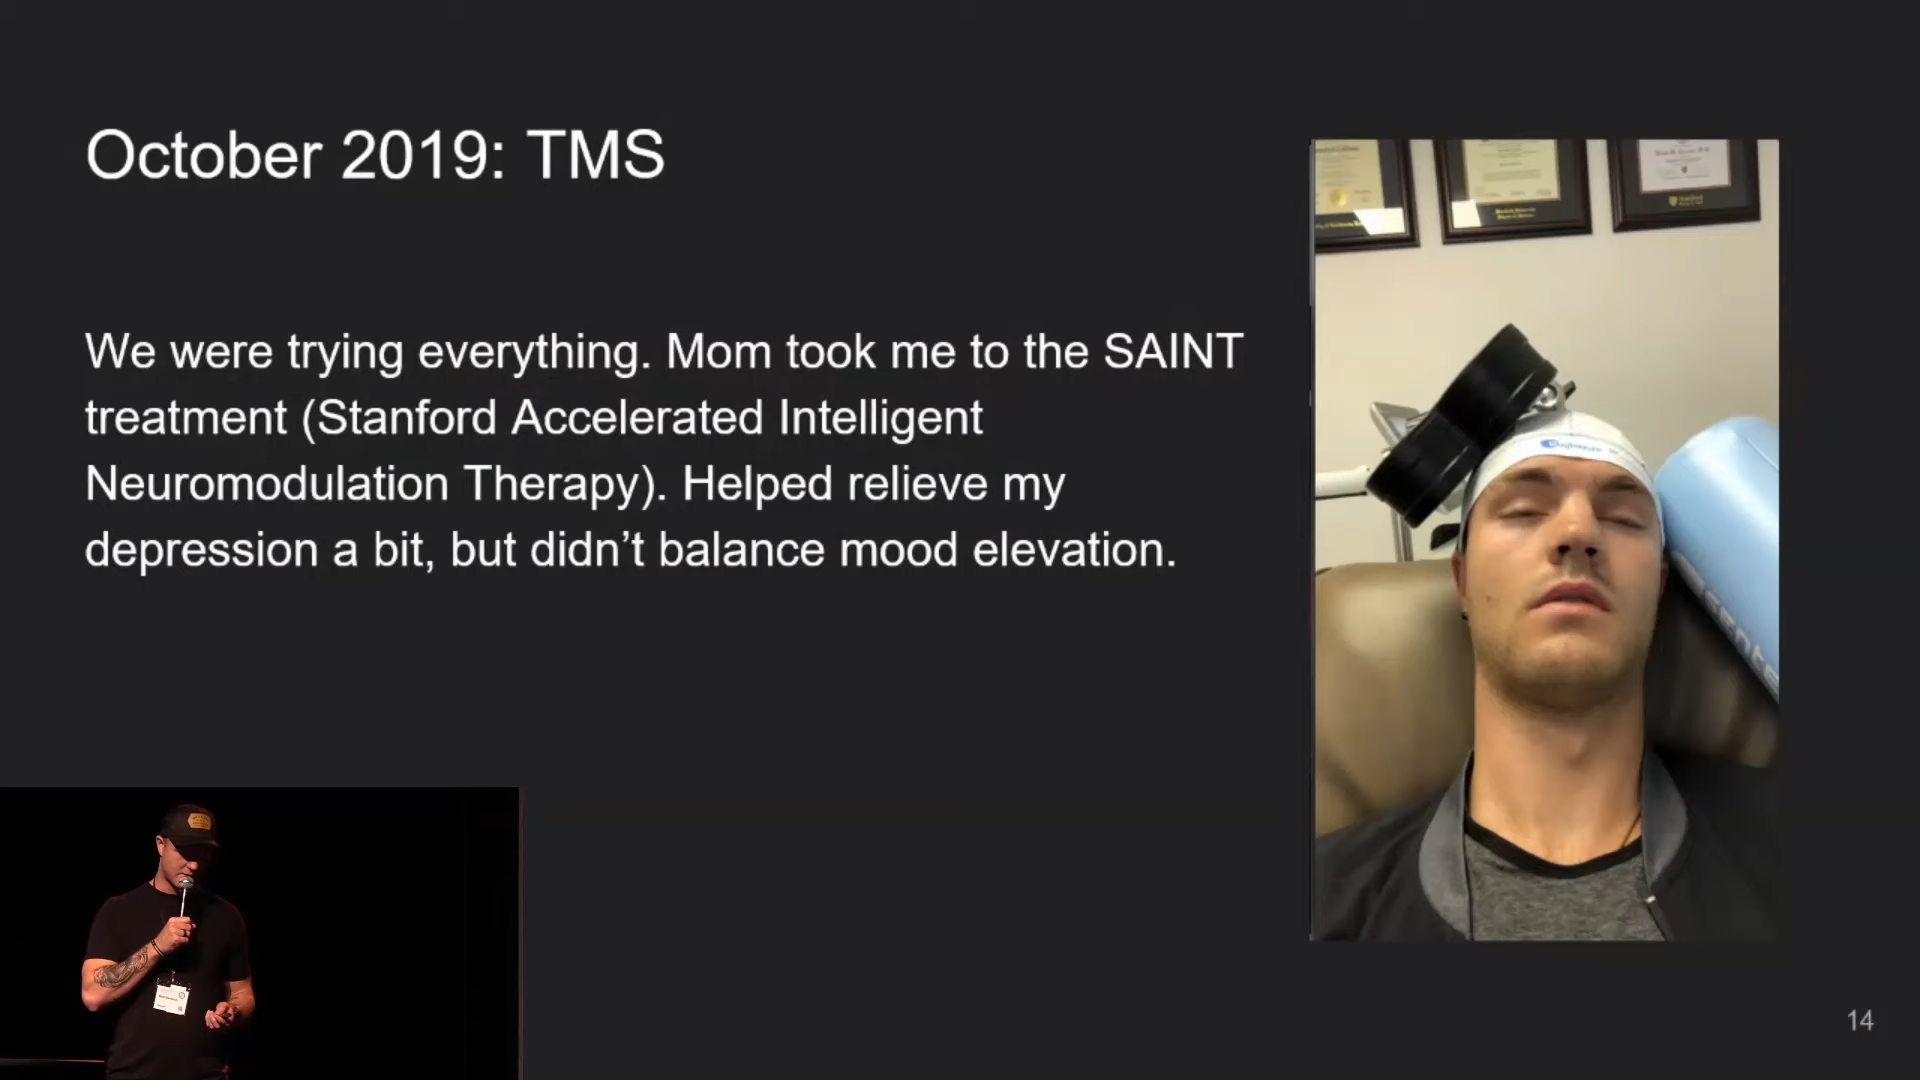 October 2019: TMS
We were trying everything. Mom took me to the SAINT
treatment (Stanford Accelerated Intelligent
Neuromodulation Therapy). Helped relieve my
depression a bit, but didn’t balance mood elevation.
14